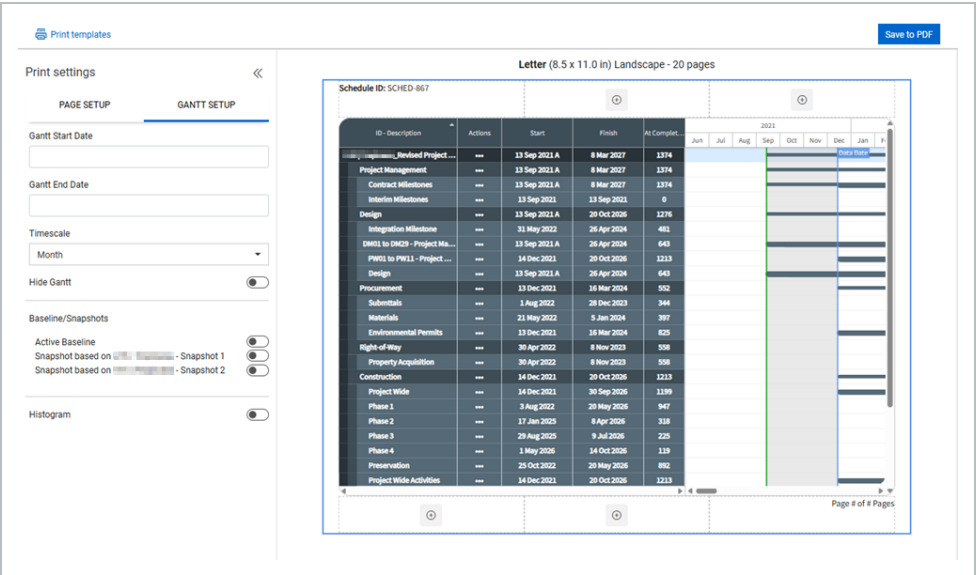 Print templates
Save to PDF
Print settings
PAGE SETUP
GANTT SETUP
Gantt Start Date
Gantt End Date
Timescale
Month
Hide Gantt
Baseline/Snapshots
Active Baseline
Snapshot based on - Snapshot 1
Snapshot based on - Snapshot 2
Histogram
Letter (8.5 x 11.0 in) Landscape - 20 pages
Schedule ID: SCHED-867
ID - Description Actions Start Finish At Complet...
2021
Jun Jul Aug Sep Oct Nov Dec Jan
Data Date
_Revised Project ... ••• 13 Sep 2021 A 8 Mar 2027 1374
Project Management ••• 13 Sep 2021 A 8 Mar 2027 1374
Contract Milestones ••• 13 Sep 2021 A 8 Mar 2027 1374
Interim Milestones ••• 13 Sep 2021 13 Sep 2021 0
Design ••• 13 Sep 2021 A 20 Oct 2026 1276
Integration Milestone ••• 31 May 2022 26 Apr 2024 481
DM01 to DM29 - Project Ma... ••• 13 Sep 2021 A 26 Apr 2024 643
PW01 to PW11 - Project ... ••• 14 Dec 2021 20 Oct 2026 1213
Design ••• 13 Sep 2021 A 26 Apr 2024 643
Procurement ••• 13 Dec 2021 16 Mar 2024 552
Submttals ••• 1 Aug 2022 28 Dec 2023 344
Materials ••• 21 May 2022 5 Jan 2024 397
Environmental Permits ••• 13 Dec 2021 16 Mar 2024 825
Right-of-Way ••• 30 Apr 2022 8 Nov 2023 558
Property Acquisition ••• 30 Apr 2022 8 Nov 2023 558
Construction ••• 14 Dec 2021 20 Oct 2026 1213
Project Wide ••• 14 Dec 2021 30 Sep 2026 1199
Phase 1 ••• 3 Aug 2022 20 May 2026 947
Phase 2 ••• 17 Jan 2025 8 Apr 2026 318
Phase 3 ••• 29 Aug 2025 9 Jul 2026 225
Phase 4 ••• 1 May 2026 14 Oct 2026 119
Preservation ••• 25 Oct 2022 20 May 2026 892
Project Wide Activities ••• 14 Dec 2021 20 Oct 2026 1213
Page # of # Pages